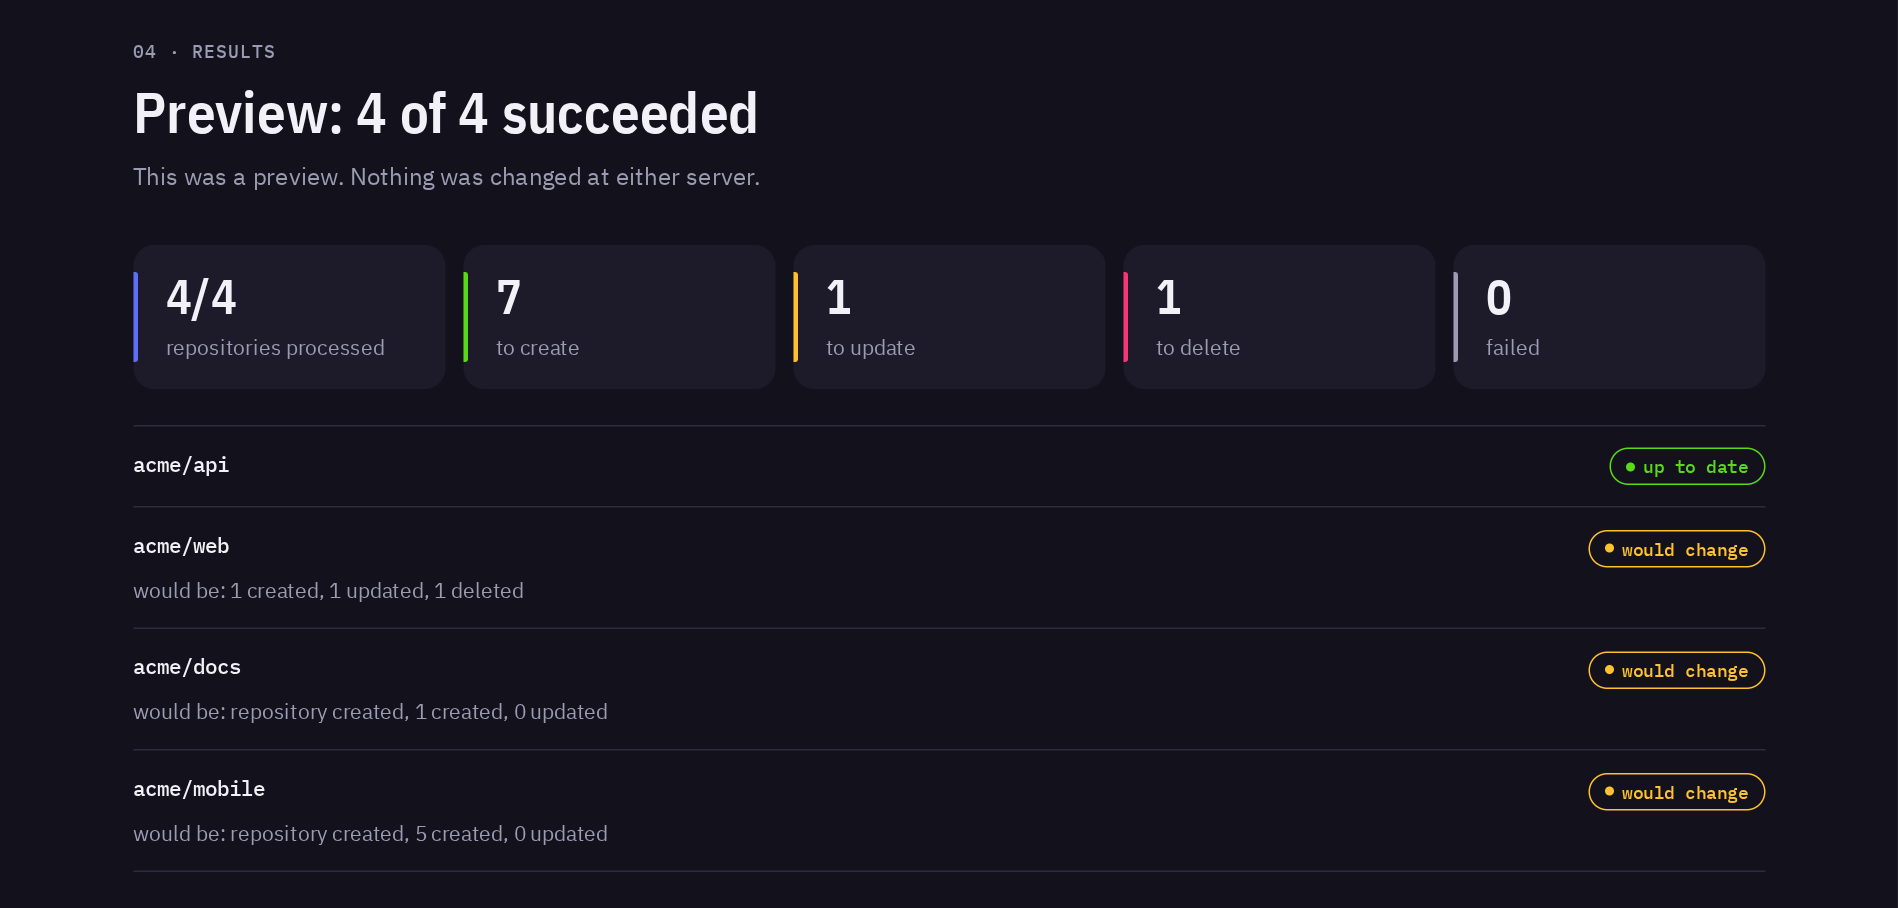 04 · RESULTS
Preview: 4 of 4 succeeded
This was a preview. Nothing was changed at either server.
4/4
repositories processed
7
to create
1
to update
1
to delete
0
failed
acme/api
up to date
acme/web
would change
would be: 1 created, 1 updated, 1 deleted
acme/docs
would change
would be: repository created, 1 created, 0 updated
acme/mobile
would change
would be: repository created, 5 created, 0 updated